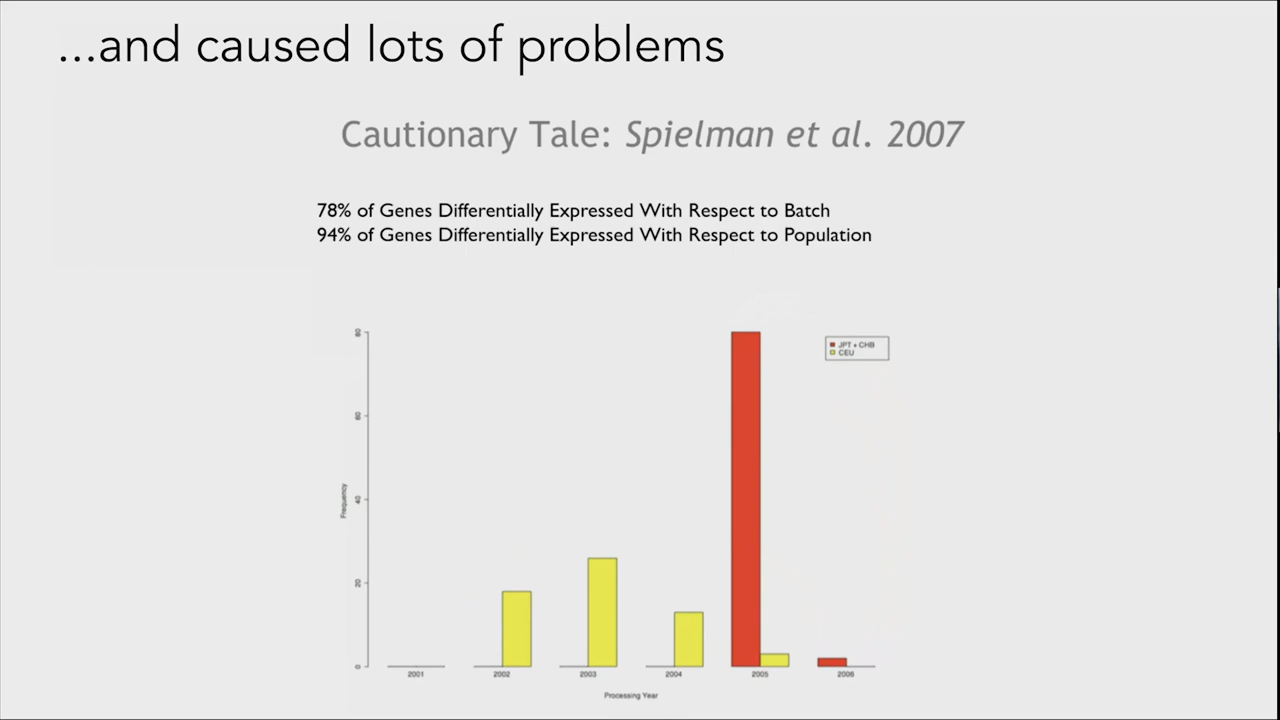 ...and caused lots of problems
Cautionary Tale: Spielman et al. 2007
78% of Genes Differentially Expressed With Respect to Batch
94% of Genes Differentially Expressed With Respect to Population
JPT + CHB
CEU
80
60
40
20
0
Frequency
2001 2002 2003 2004 2005 2006
Processing Year